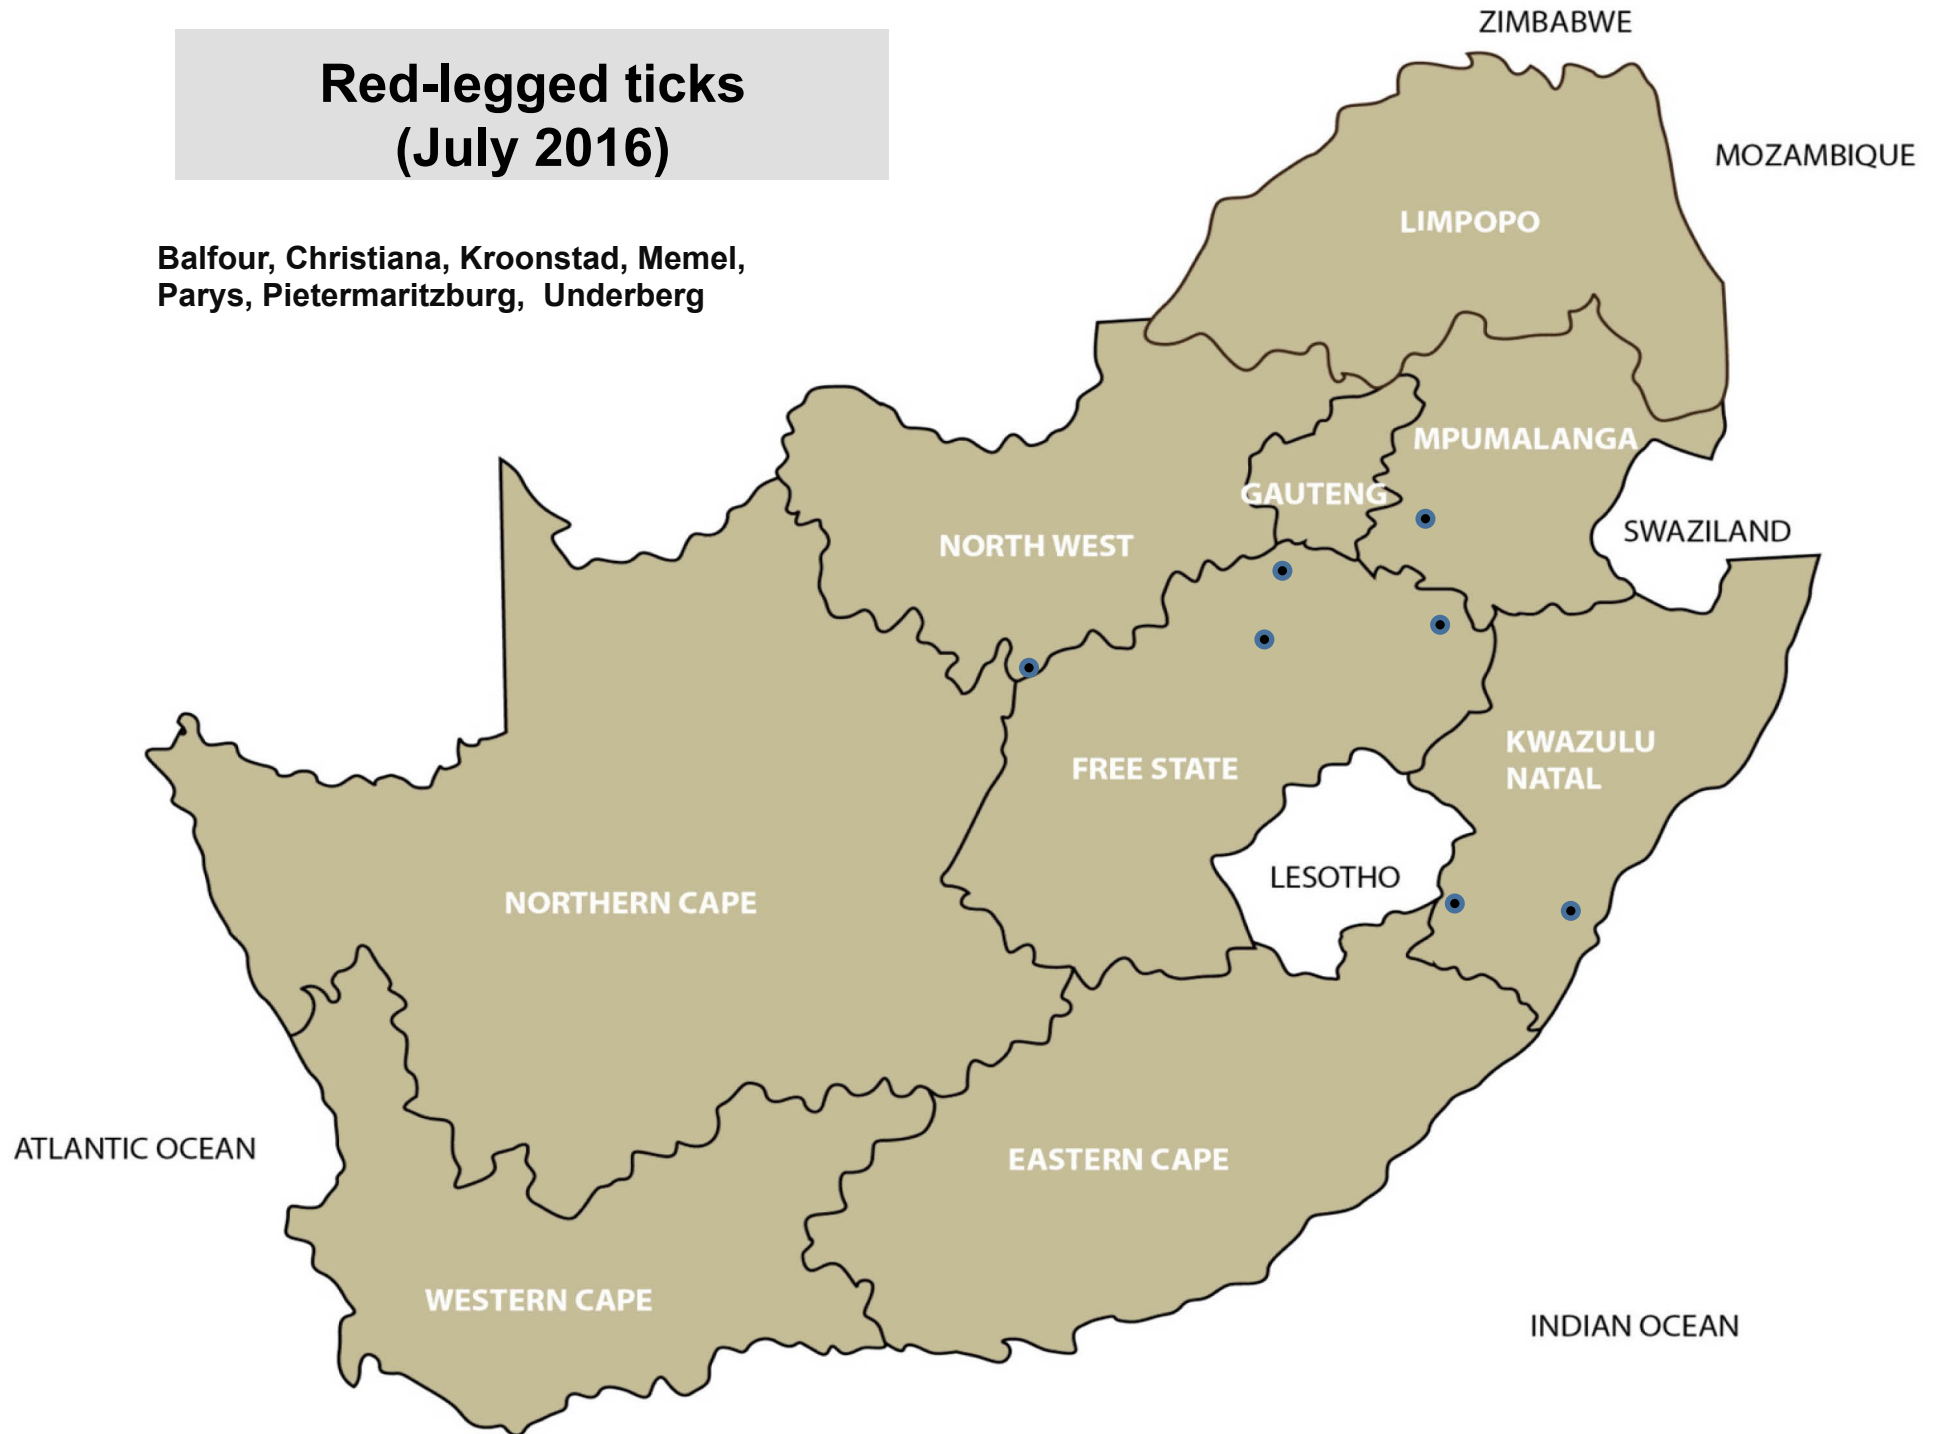 Red-legged ticks
(July 2016)
Balfour, Christiana, Kroonstad, Memel,
Parys, Pietermaritzburg, Underberg
ZIMBABWE
MOZAMBIQUE
LIMPOPO
MPUMALANGA
GAUTENG
SWAZILAND
NORTH WEST
KWAZULU
NATAL
FREE STATE
LESOTHO
NORTHERN CAPE
ATLANTIC OCEAN
EASTERN CAPE
WESTERN CAPE
INDIAN OCEAN